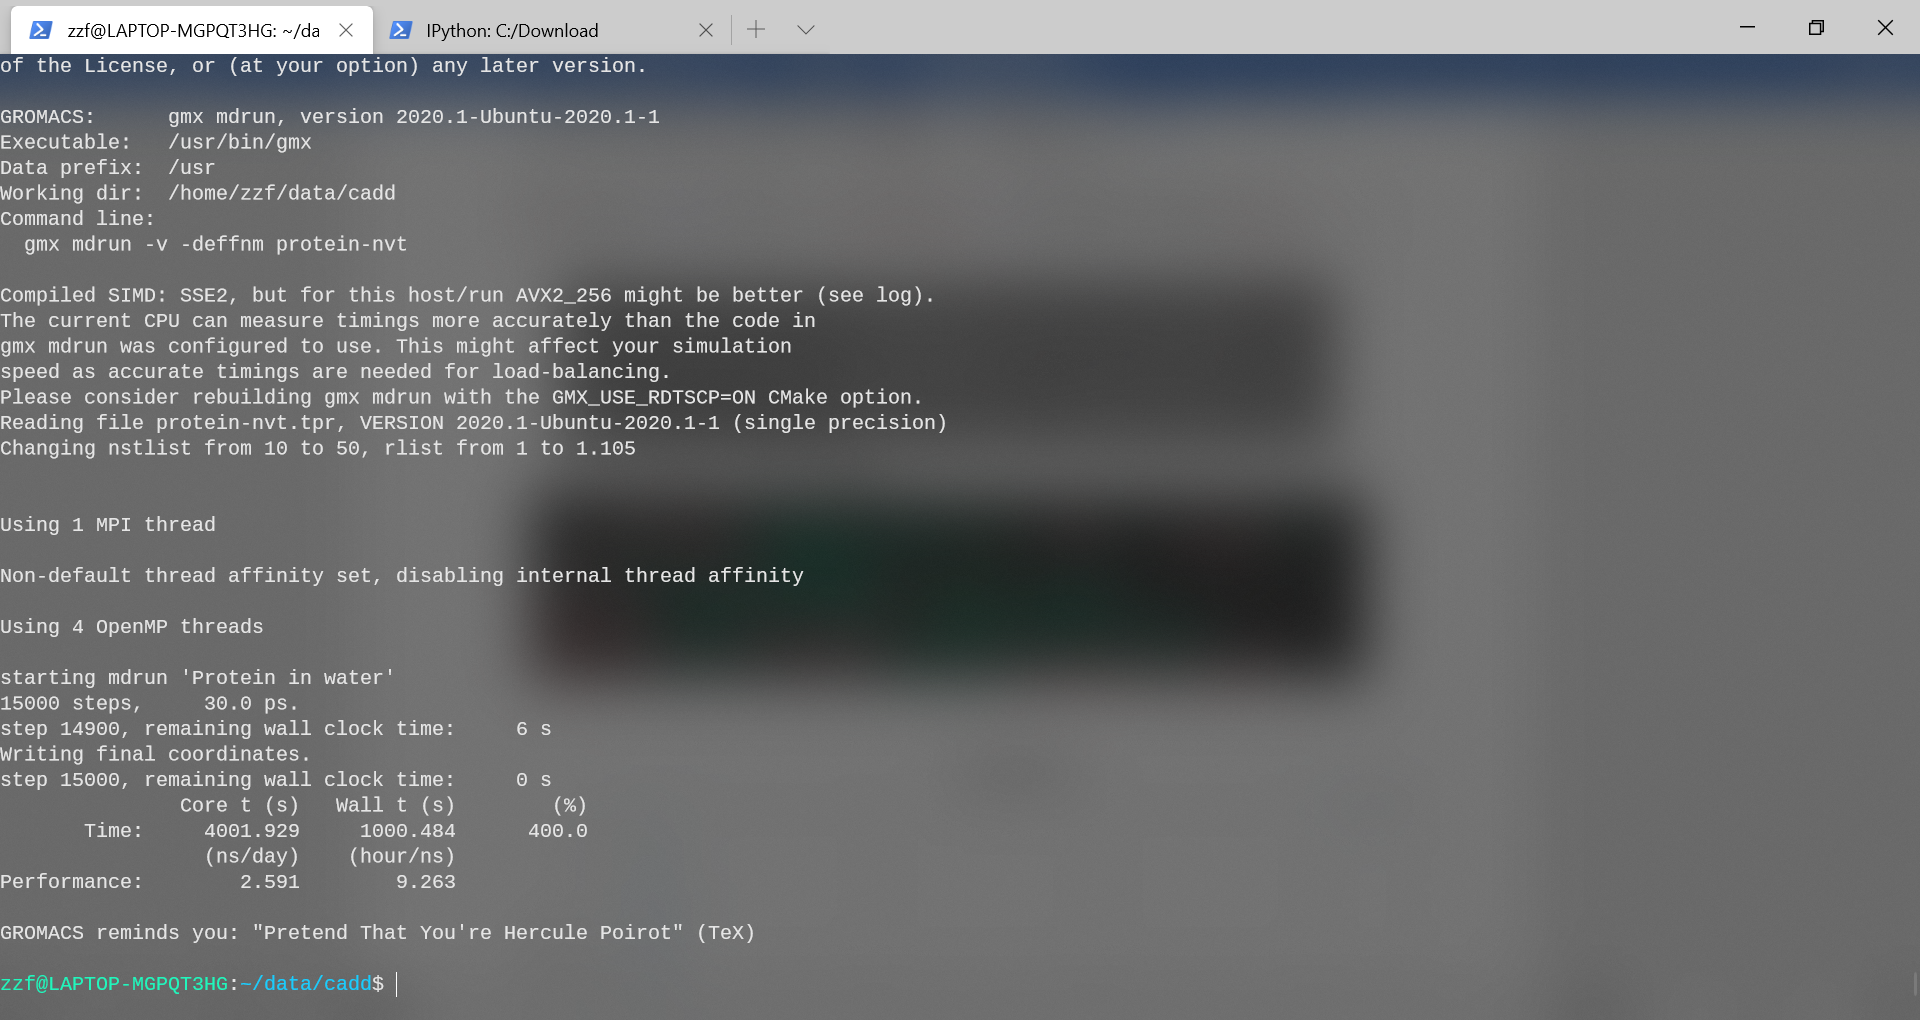 zzf@LAPTOP-MGPQT3HG: ~/da
IPython: C:/Download
of the License, or (at your option) any later version.
GROMACS:      gmx mdrun, version 2020.1-Ubuntu-2020.1-1
Executable:   /usr/bin/gmx
Data prefix:  /usr
Working dir:  /home/zzf/data/cadd
Command line:
  gmx mdrun -v -deffnm protein-nvt
Compiled SIMD: SSE2, but for this host/run AVX2_256 might be better (see log).
The current CPU can measure timings more accurately than the code in
gmx mdrun was configured to use. This might affect your simulation
speed as accurate timings are needed for load-balancing.
Please consider rebuilding gmx mdrun with the GMX_USE_RDTSCP=ON CMake option.
Reading file protein-nvt.tpr, VERSION 2020.1-Ubuntu-2020.1-1 (single precision)
Changing nstlist from 10 to 50, rlist from 1 to 1.105
Using 1 MPI thread
Non-default thread affinity set, disabling internal thread affinity
Using 4 OpenMP threads
starting mdrun 'Protein in water'
15000 steps,     30.0 ps.
step 14900, remaining wall clock time:     6 s
Writing final coordinates.
step 15000, remaining wall clock time:     0 s
               Core t (s)   Wall t (s)        (%)
       Time:     4001.929     1000.484      400.0
                 (ns/day)    (hour/ns)
Performance:        2.591        9.263
GROMACS reminds you: "Pretend That You're Hercule Poirot" (TeX)
zzf@LAPTOP-MGPQT3HG:~/data/cadd$